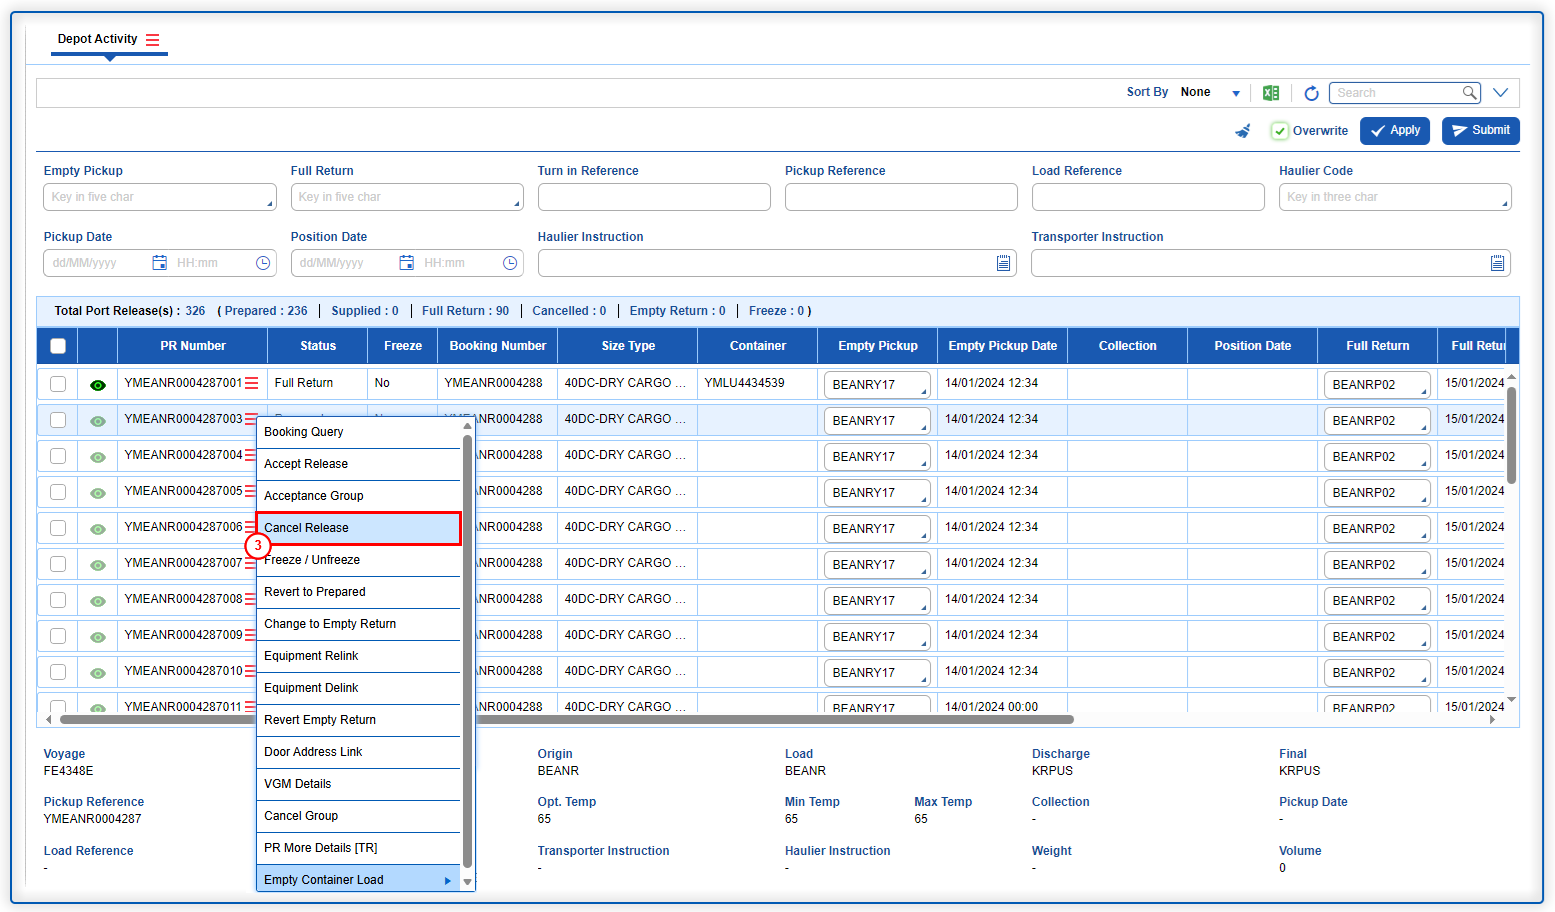 Depot Activity
Sort By None Search
Overwrite Apply Submit
Empty Pickup Full Return Turn in Reference Pickup Reference Load Reference Haulier Code
Key in five char Key in five char Key in three char
Pickup Date Position Date Haulier Instruction Transporter Instruction
dd/MM/yyyy HH:mm dd/MM/yyyy HH:mm
Total Port Release(s) : 326 ( Prepared : 236 | Supplied : 0 | Full Return : 90 | Cancelled : 0 | Empty Return : 0 | Freeze : 0 )
PR Number Status Freeze Booking Number Size Type Container Empty Pickup Empty Pickup Date Collection Position Date Full Return Full Retur
YMEANR0004287001 Full Return No YMEANR0004288 40DC-DRY CARGO ... YMLU4434539 BEANRY17 14/01/2024 12:34 BEANRP02 15/01/2024
YMEANR0004287003 40DC-DRY CARGO ... BEANRY17 14/01/2024 12:34 BEANRP02 15/01/2024
YMEANR0004287004 NR0004288 40DC-DRY CARGO ... BEANRY17 14/01/2024 12:34 BEANRP02 15/01/2024
YMEANR0004287005 NR0004288 40DC-DRY CARGO ... BEANRY17 14/01/2024 12:34 BEANRP02 15/01/2024
YMEANR0004287006 NR0004288 40DC-DRY CARGO ... BEANRY17 14/01/2024 12:34 BEANRP02 15/01/2024
YMEANR0004287007 NR0004288 40DC-DRY CARGO ... BEANRY17 14/01/2024 12:34 BEANRP02 15/01/2024
YMEANR0004287008 NR0004288 40DC-DRY CARGO ... BEANRY17 14/01/2024 12:34 BEANRP02 15/01/2024
YMEANR0004287009 NR0004288 40DC-DRY CARGO ... BEANRY17 14/01/2024 12:34 BEANRP02 15/01/2024
YMEANR0004287010 NR0004288 40DC-DRY CARGO ... BEANRY17 14/01/2024 12:34 BEANRP02 15/01/2024
YMEANR0004287011 NR0004288 40DC-DRY CARGO ... BEANRY17 14/01/2024 00:00 BEANRP02 15/01/2024
Booking Query
Accept Release
Acceptance Group
Cancel Release
3
Freeze / Unfreeze
Revert to Prepared
Change to Empty Return
Equipment Relink
Equipment Delink
Revert Empty Return
Door Address Link
VGM Details
Cancel Group
PR More Details [TR]
Empty Container Load
Voyage Origin Load Discharge Final
FE4348E BEANR BEANR KRPUS KRPUS
Pickup Reference Opt. Temp Min Temp Max Temp Collection Pickup Date
YMEANR0004287 65 65 65 - -
Load Reference Transporter Instruction Haulier Instruction Weight Volume
- - - - 0